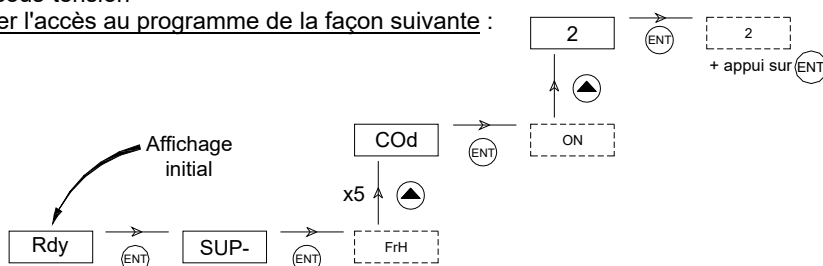 er l'accès au programme de la façon suivante :
2
ENT
2
+ appui sur ENT
Affichage
initial
COd
ENT
ON
x5
Rdy
ENT
SUP-
ENT
FrH